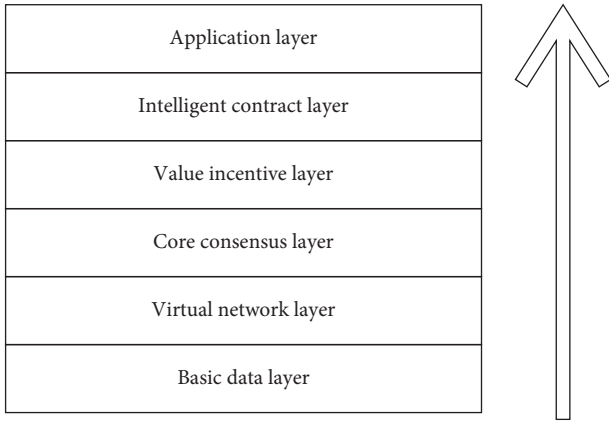 Application layer
Intelligent contract layer
Value incentive layer
Core consensus layer
Virtual network layer
Basic data layer